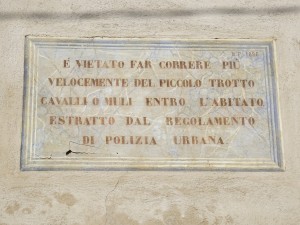 É VIETATO FAR CORRERE PIÙ
VELOCEMENTE DEL PICCOLO TROTTO
CAVALLI O MULI ENTRO L'ABITATO
ESTRATTO DAL REGOLAMENTO
DI POLIZIA URBANA.